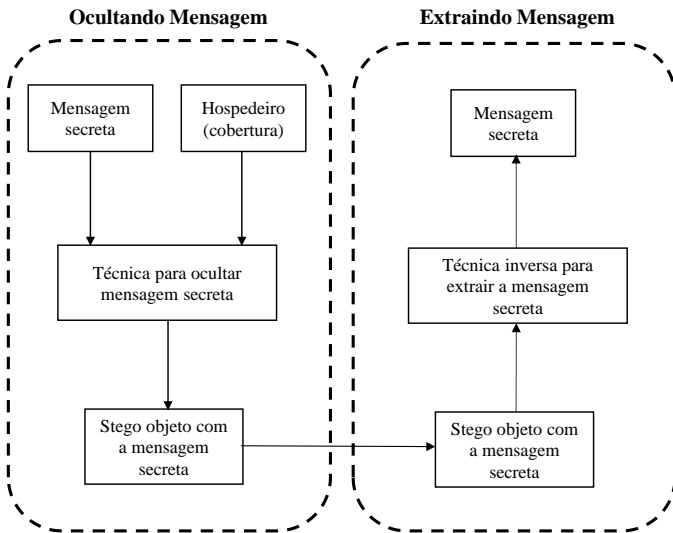 Ocultando Mensagem
Mensagem
secreta
Hospedeiro
(cobertura)
Técnica para ocultar
mensagem secreta
Stego objeto com
a mensagem
secreta
Extraindo Mensagem
Mensagem
secreta
Técnica inversa para
extrair a mensagem
secreta
Stego objeto com
a mensagem
secreta